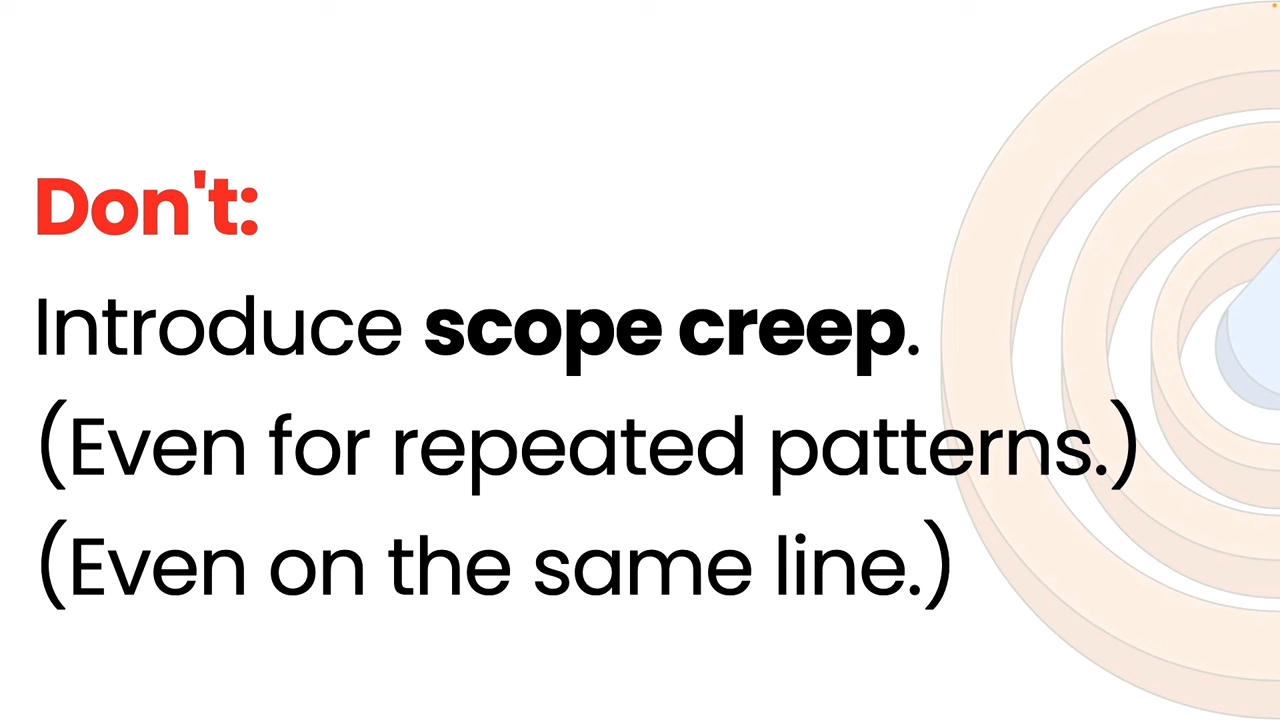 Don't:
Introduce scope creep.
(Even for repeated patterns.)
(Even on the same line.)